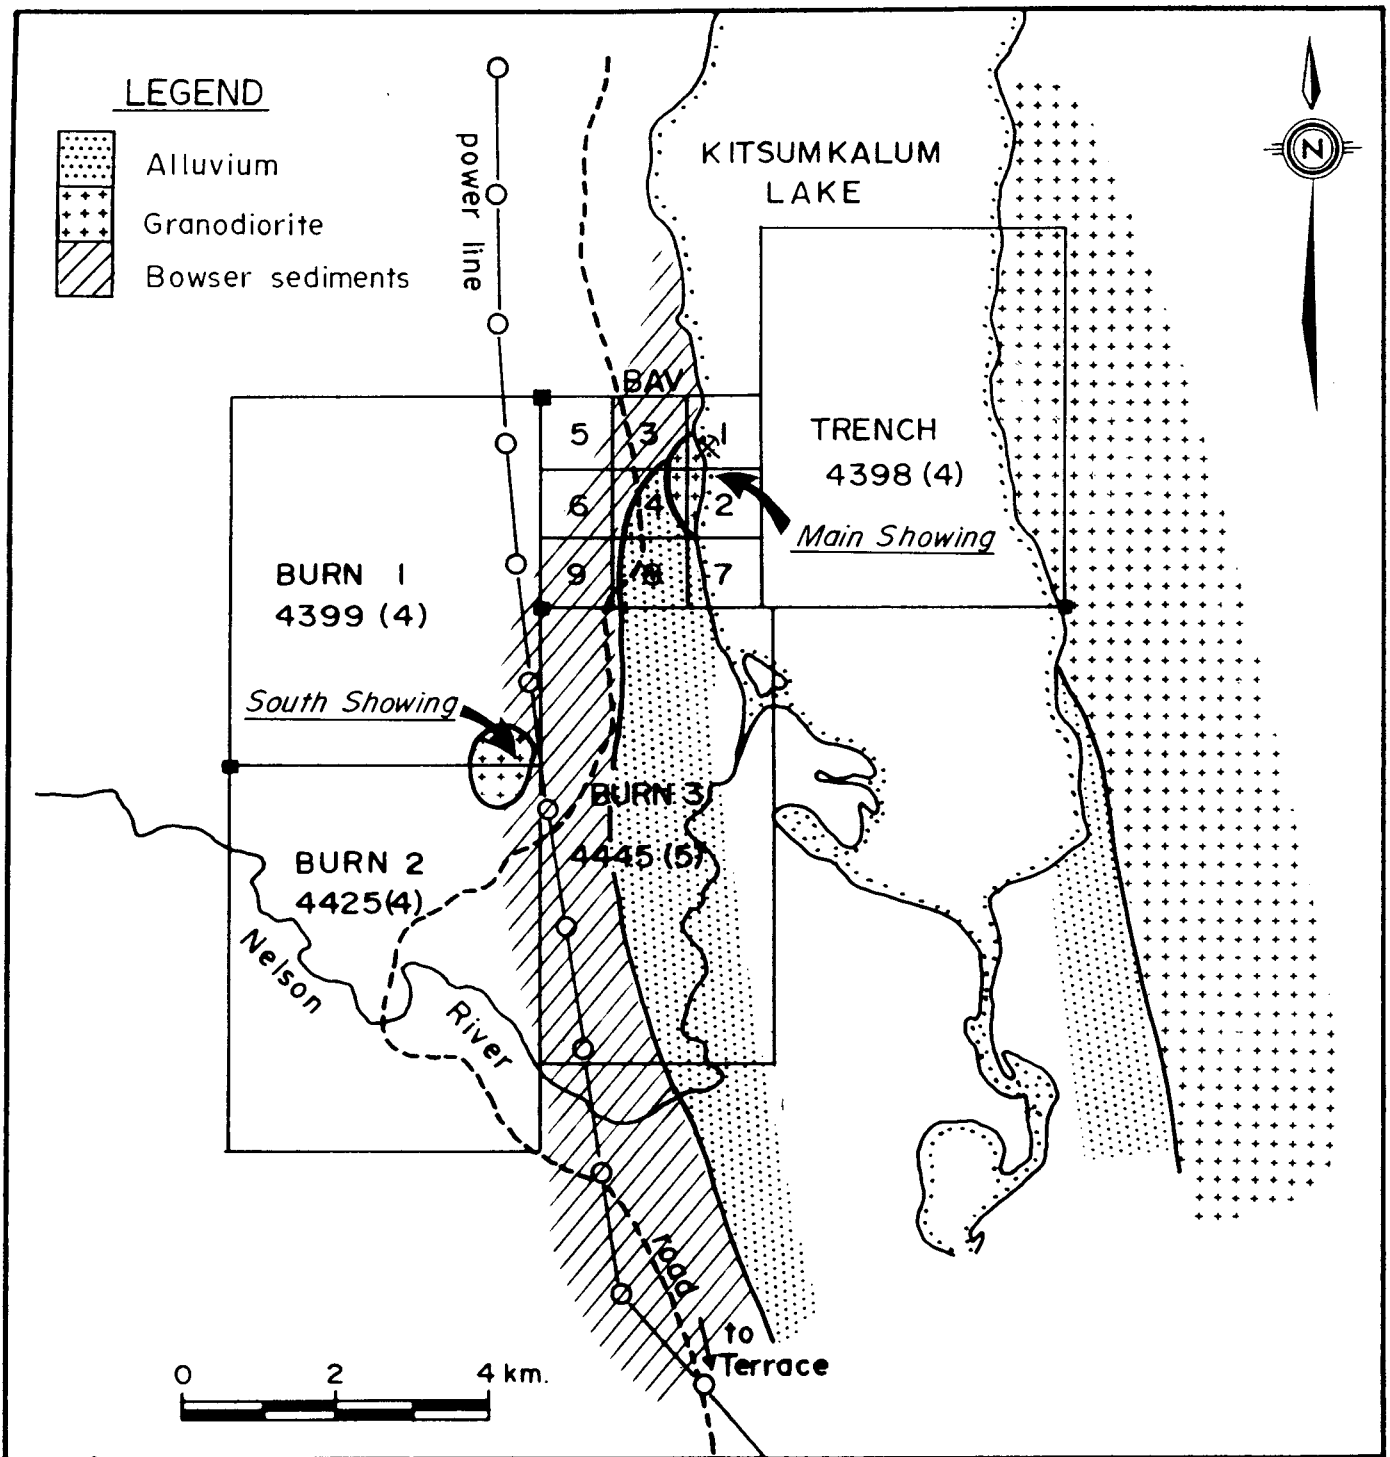 LEGEND
Alluvium
Granodiorite
Bowser sediments
power line
KITSUMKALUM
LAKE
N
BAV
5 3 1
6 4 2
9 8 7
TRENCH
4398 (4)
Main Showing
BURN 1
4399 (4)
South Showing
BURN 3
4445 (5)
BURN 2
4425(4)
Nelson
River
road
to
Terrace
0 2 4 km.